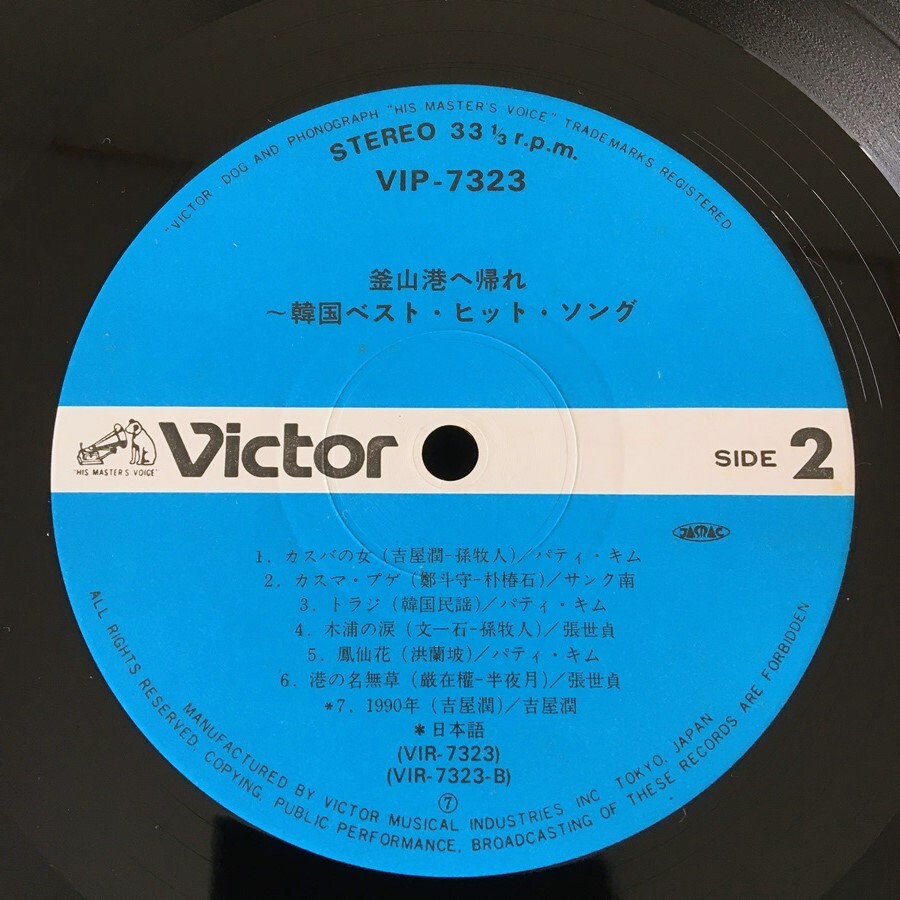 "VICTOR DOG AND PHONOGRAPH "HIS MASTER'S VOICE" TRADEMARKS REGISTERED
STEREO 33 1/3 r.p.m.
VIP-7323
釜山港へ帰れ
～韓国ベスト・ヒット・ソング
"HIS MASTER'S VOICE"
Victor
SIDE 2
JASRAC
1. カスバの女(吉屋潤-孫牧人)/パティ・キム
2. カスマ・プゲ(鄭斗守-朴椿石)/サンク南
3. トラジ(韓国民謡)/パティ・キム
4. 木浦の涙(文一石-孫牧人)/張世貞
5. 鳳仙花(洪蘭坡)/パティ・キム
6. 港の名無草(厳在權-半夜月)/張世貞
*7. 1990年(吉屋潤)/吉屋潤
*日本語
(VIR-7323)
(VIR-7323-B)
⑦
MANUFACTURED BY VICTOR MUSICAL INDUSTRIES INC TOKYO, JAPAN
ALL RIGHTS RESERVED. COPYING, PUBLIC PERFORMANCE, BROADCASTING OF THESE RECORDS ARE FORBIDDEN